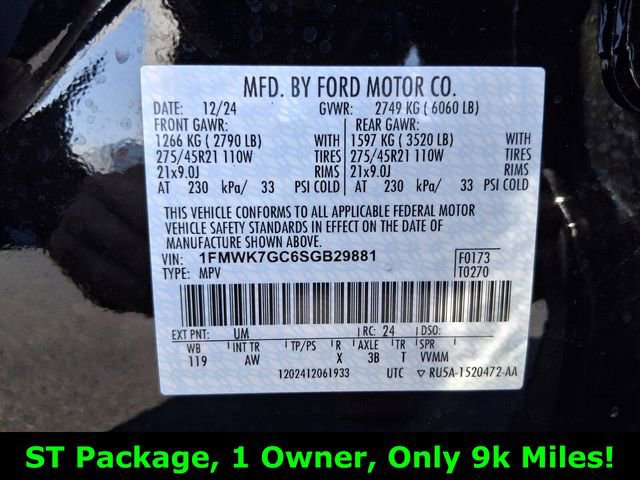 MFD. BY FORD MOTOR CO.
DATE: 12/24 GVWR: 2749 KG ( 6060 LB)
FRONT GAWR: REAR GAWR:
1266 KG ( 2790 LB) WITH 1597 KG ( 3520 LB) WITH
275/45R21 110W TIRES 275/45R21 110W TIRES
21x9.0J RIMS 21x9.0J RIMS
AT 230 kPa/ 33 PSI COLD AT 230 kPa/ 33 PSI COLD
THIS VEHICLE CONFORMS TO ALL APPLICABLE FEDERAL MOTOR
VEHICLE SAFETY STANDARDS IN EFFECT ON THE DATE OF
MANUFACTURE SHOWN ABOVE.
VIN: 1FMWK7GC6SGB29881 F0173
TYPE: MPV T0270
EXT PNT: UM RC: 24 DSO:
WB INT TR TP/PS R AXLE TR SPR
119 AW X 3B T VVMM
1202412061933 UTC ▽ RU5A-1520472-AA
ST Package, 1 Owner, Only 9k Miles!